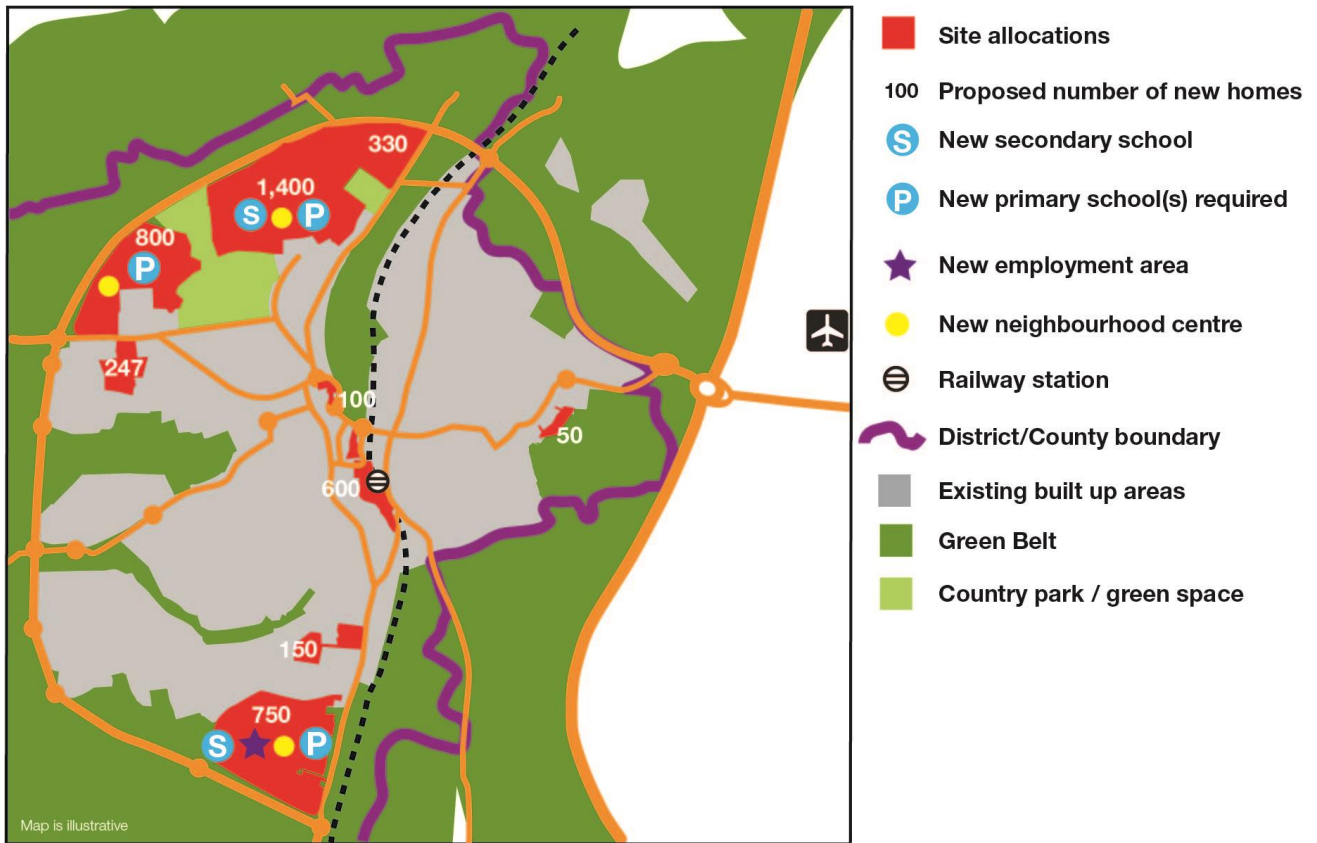 330
1,400
S P
800
P
247
100
50
600
150
750
S P
Map is illustrative
Site allocations
100 Proposed number of new homes
S New secondary school
P New primary school(s) required
New employment area
New neighbourhood centre
Railway station
District/County boundary
Existing built up areas
Green Belt
Country park / green space